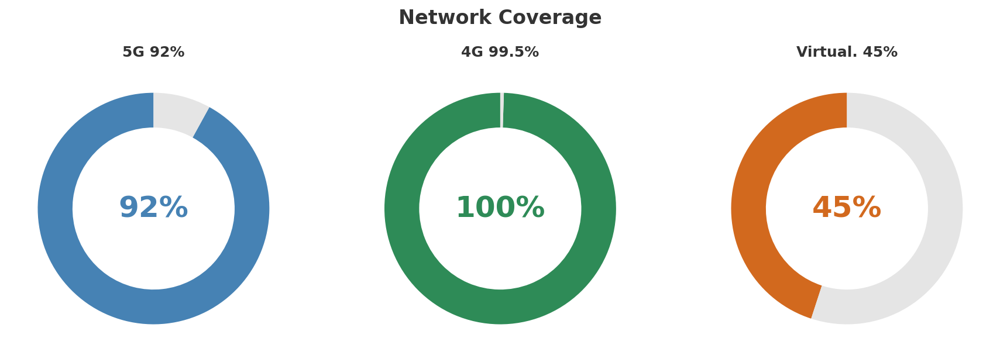 Network Coverage
5G 92%
4G 99.5%
Virtual. 45%
92%
100%
45%